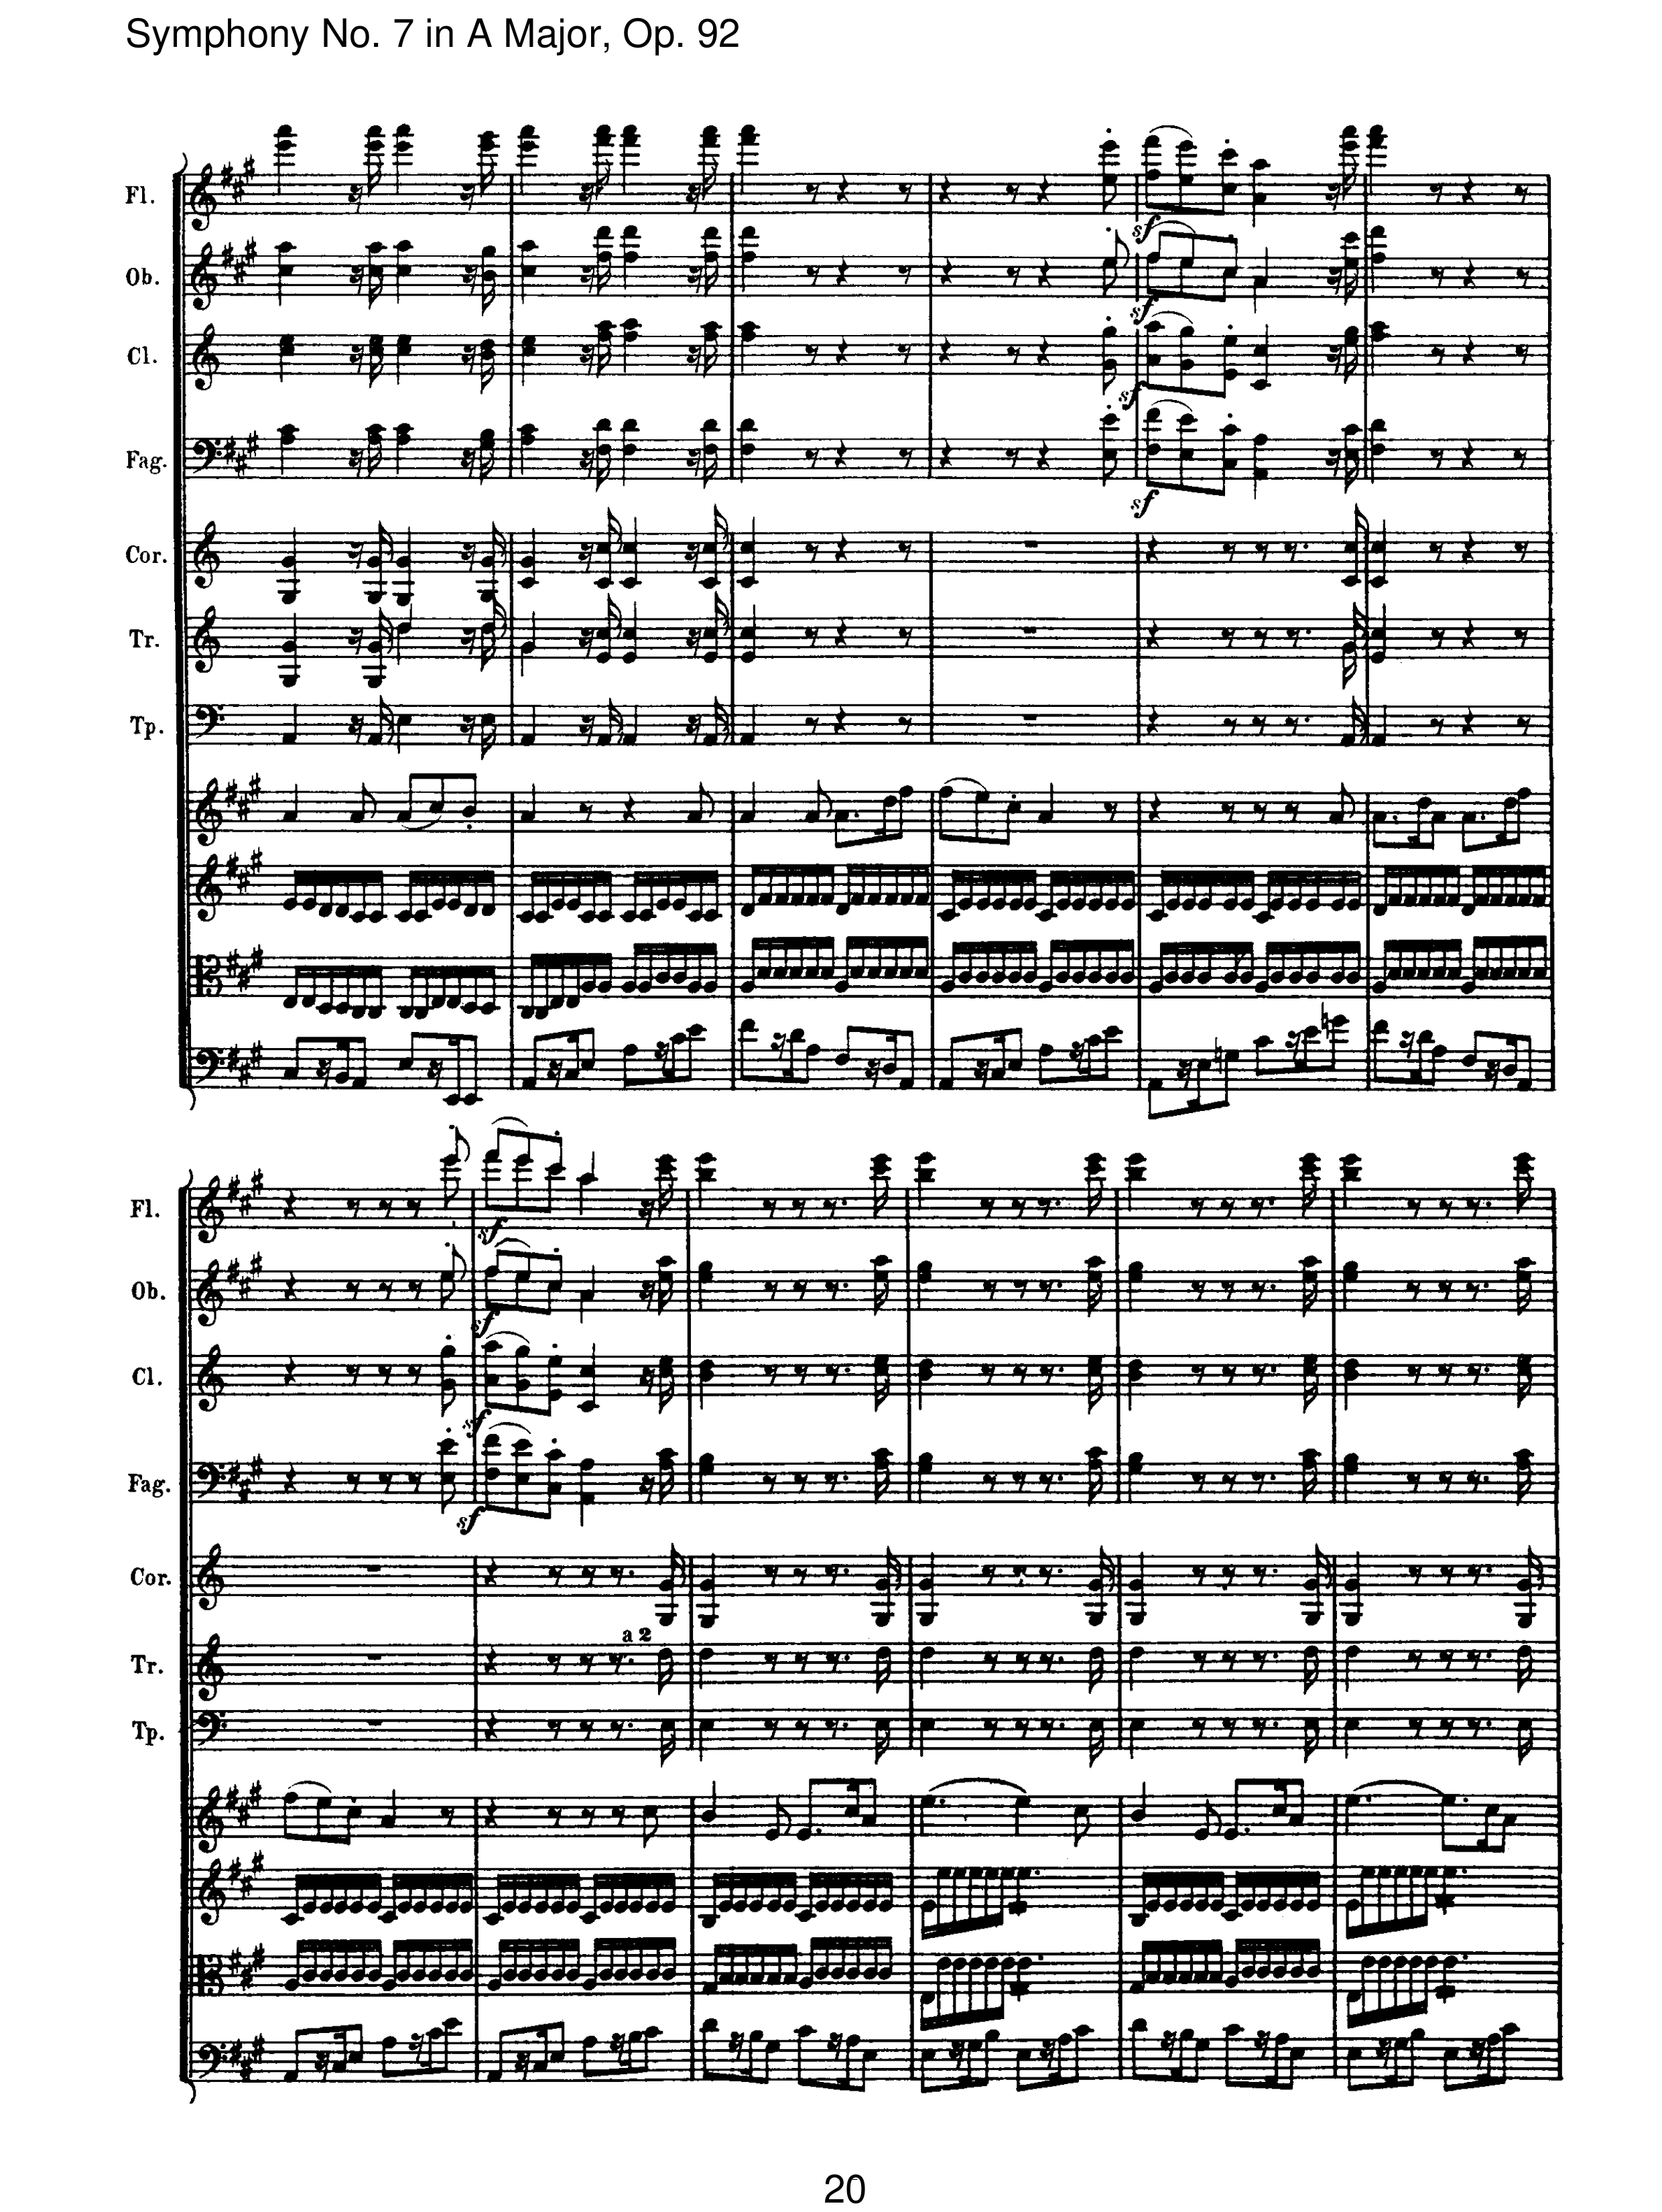 Symphony No. 7 in A Major, Op. 92
Fl.
sf
Ob.
sf
Cl.
sf
Fag.
sf
Cor.
Tr.
Tp.
Fl.
sf
Ob.
sf
Cl.
sf
Fag.
sf
Cor.
a 2
Tr.
Tp.
20